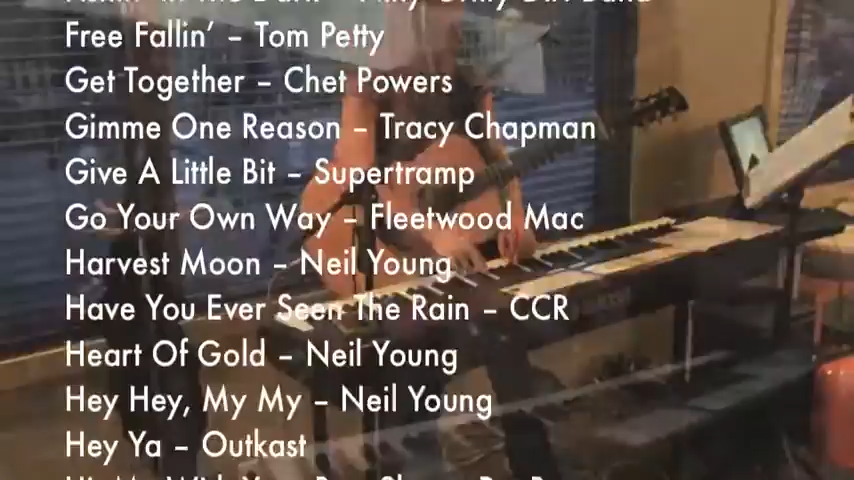 Free Fallin' – Tom Petty
Get Together – Chet Powers
Gimme One Reason – Tracy Chapman
Give A Little Bit – Supertramp
Go Your Own Way – Fleetwood Mac
Harvest Moon – Neil Young
Have You Ever Seen The Rain – CCR
Heart Of Gold – Neil Young
Hey Hey, My My – Neil Young
Hey Ya – Outkast